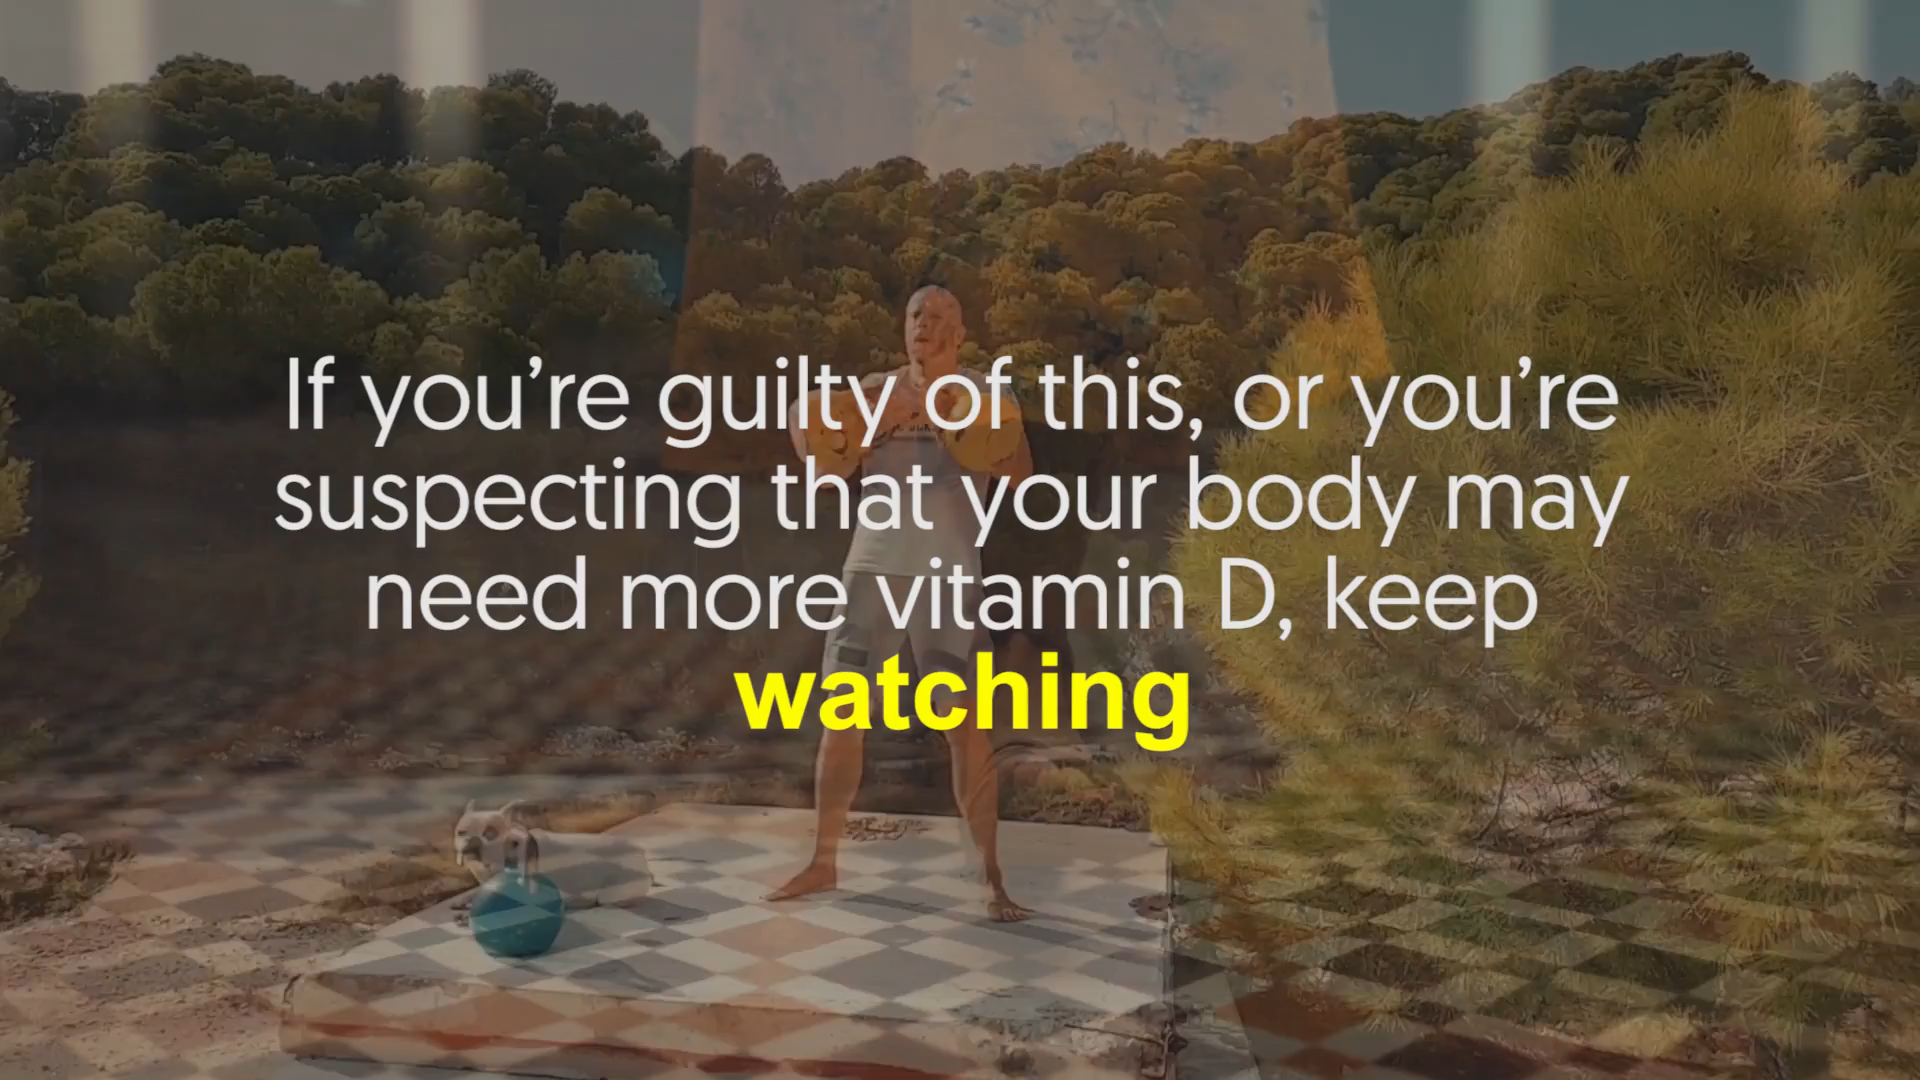 If you’re guilty of this, or you’re
suspecting that your body may
need more vitamin D, keep
watching